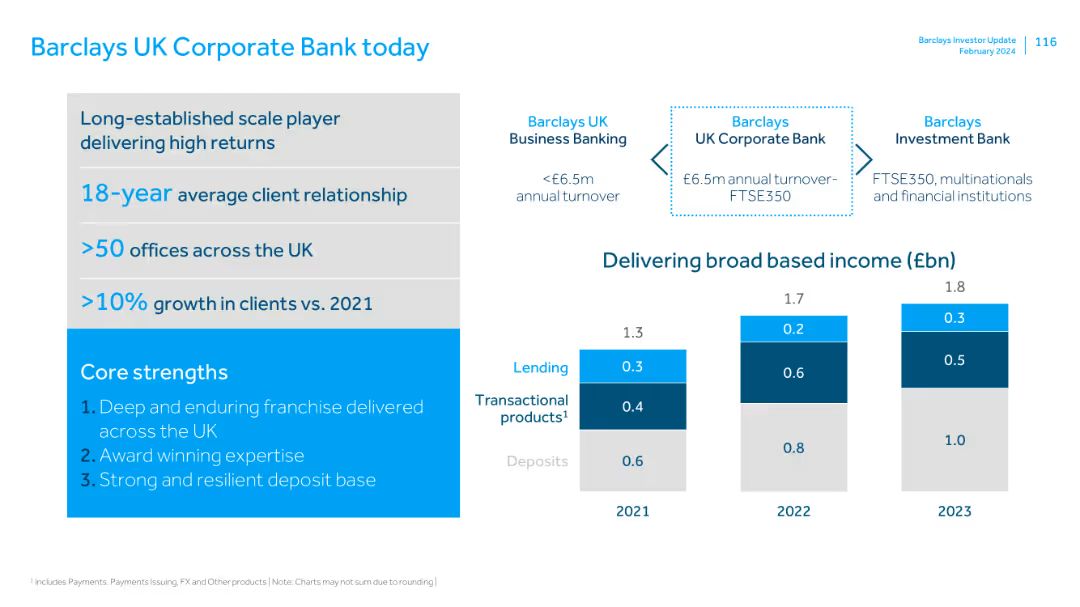 Barclays UK Corporate Bank today
Barclays Investor Update
February 2024
116
Long-established scale player
delivering high returns
18-year average client relationship
>50 offices across the UK
>10% growth in clients vs. 2021
Core strengths
1. Deep and enduring franchise delivered
across the UK
2. Award winning expertise
3. Strong and resilient deposit base
Barclays UK
Business Banking
<£6.5m
annual turnover
Barclays
UK Corporate Bank
£6.5m annual turnover-
FTSE350
Barclays
Investment Bank
FTSE350, multinationals
and financial institutions
Delivering broad based income (£bn)
1.3
1.7
1.8
Lending
0.3
0.2
0.3
Transactional
products¹
0.4
0.6
0.5
Deposits
0.6
0.8
1.0
2021
2022
2023
¹ Includes Payments. Payments Issuing, FX and Other products | Note: Charts may not sum due to rounding |